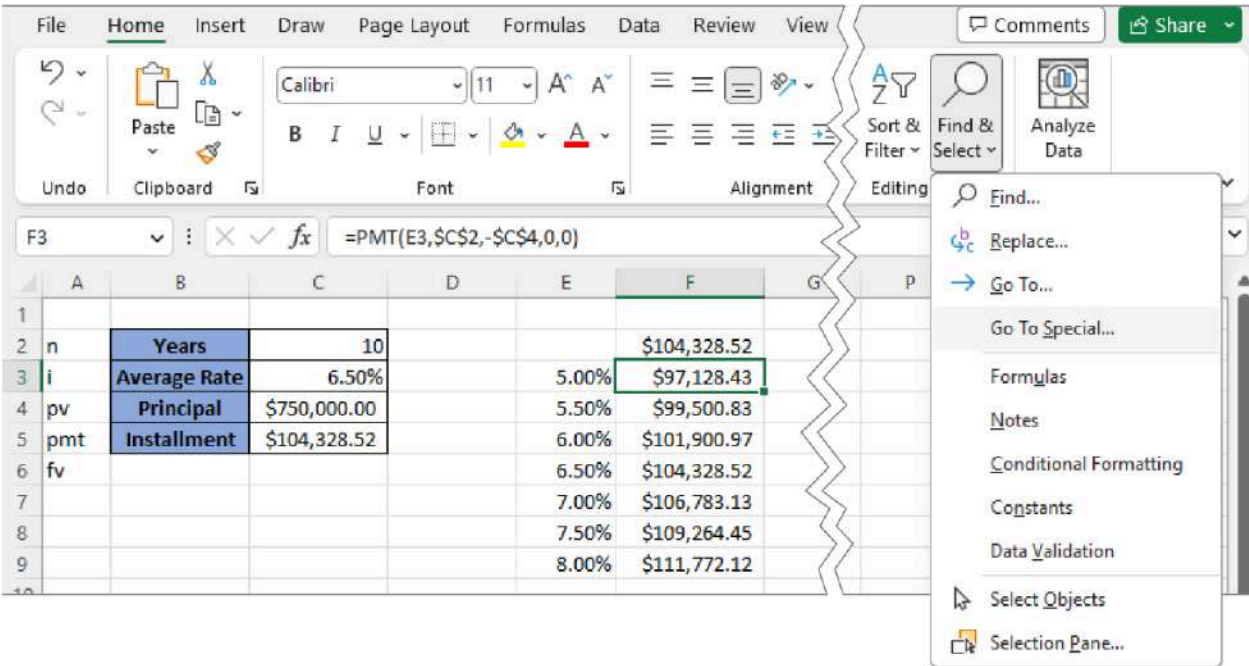 File Home Insert Draw Page Layout Formulas Data Review View Comments Share
Calibri 11
Paste
B I U
Sort & Filter
Find & Select
Analyze Data
Undo Clipboard Font Alignment Editing
F3 fx =PMT(E3,$C$2,-$C$4,0,0)
A B C D E F G P
1
2 n Years 10 $104,328.52
3 i Average Rate 6.50% 5.00% $97,128.43
4 pv Principal $750,000.00 5.50% $99,500.83
5 pmt Installment $104,328.52 6.00% $101,900.97
6 fv 6.50% $104,328.52
7 7.00% $106,783.13
8 7.50% $109,264.45
9 8.00% $111,772.12
10
Find...
Replace...
Go To...
Go To Special...
Formulas
Notes
Conditional Formatting
Constants
Data Validation
Select Objects
Selection Pane...